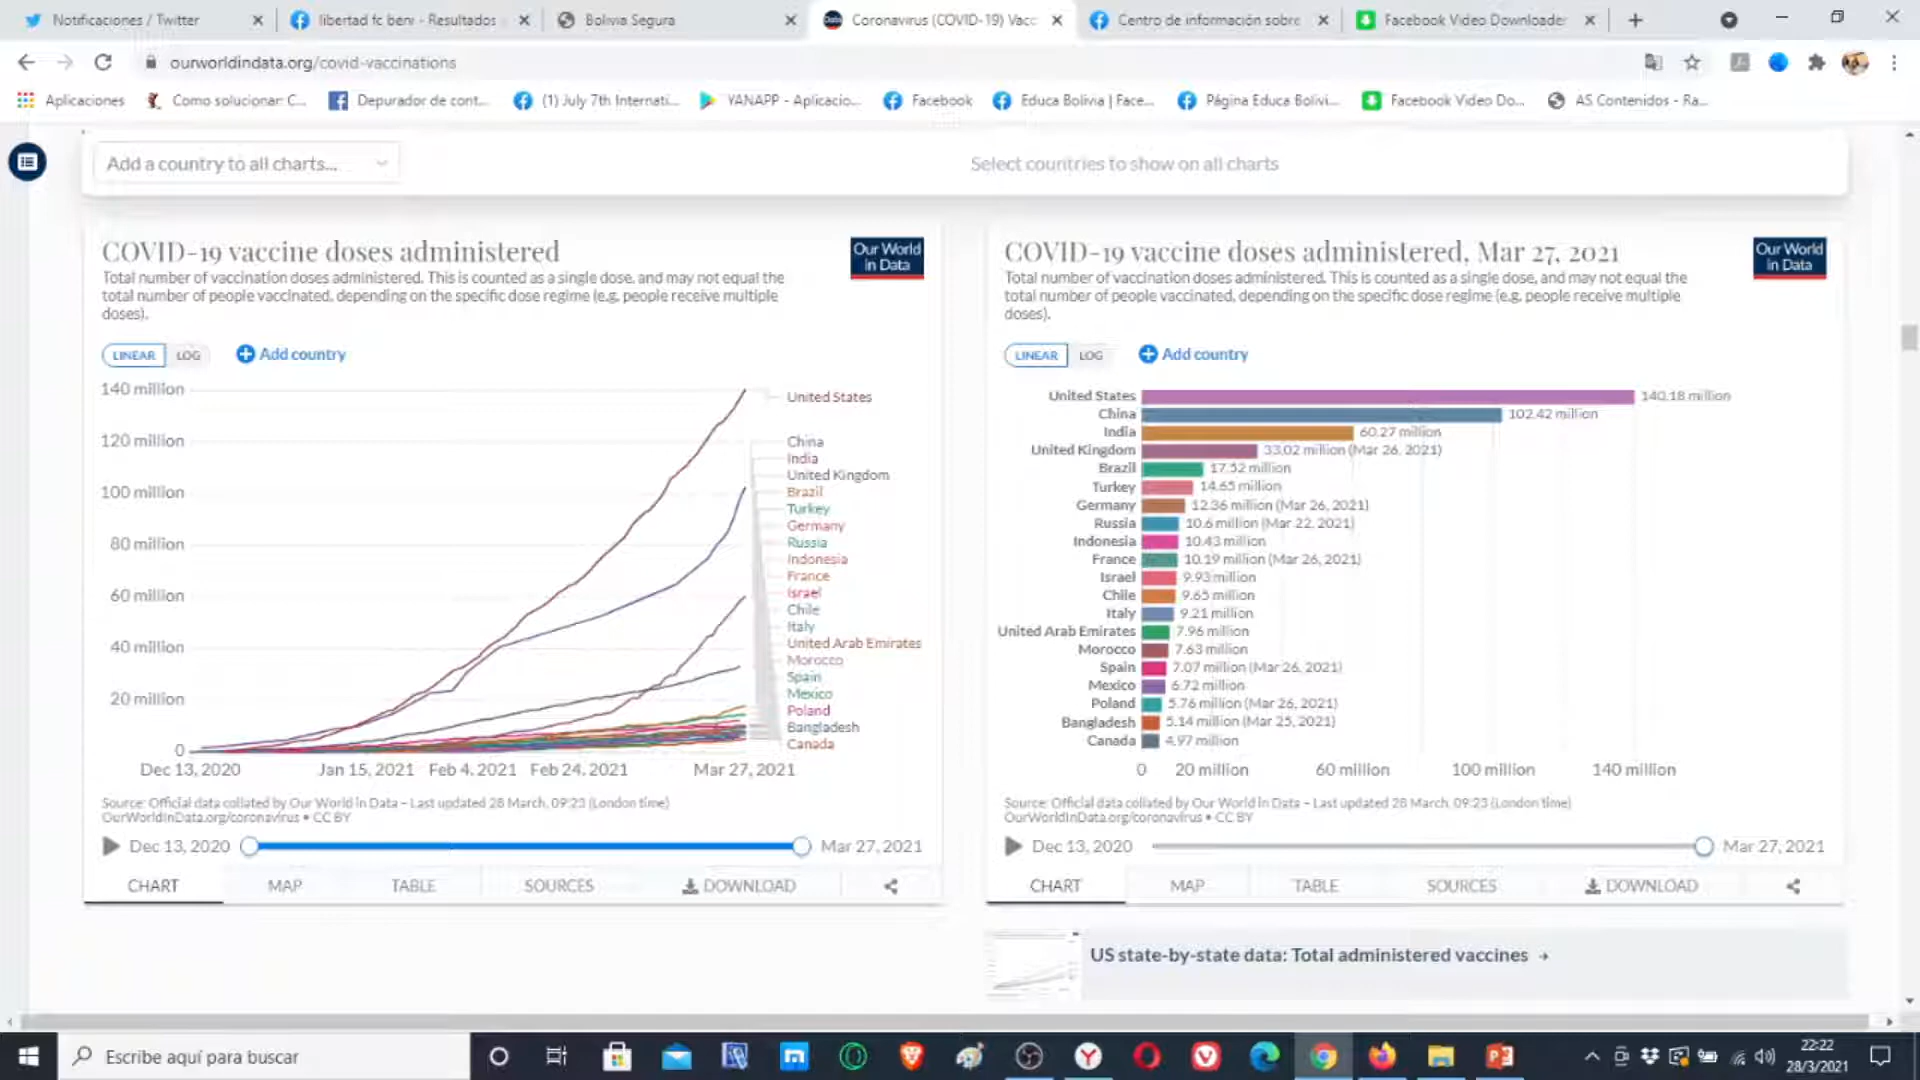 Notificaciones / Twitter
libertad fc beni - Resultados
Bolivia Segura
Coronavirus (COVID-19) Vacc
Centro de información sobre
Facebook Video Downloader
ourworldindata.org/covid-vaccinations
Aplicaciones
Como solucionar: C...
Depurador de cont...
(1) July 7th Internati...
YANAPP - Aplicacio...
Facebook
Educa Bolivia | Face...
Página Educa Bolivi...
Facebook Video Do...
AS Contenidos - Ra...
Add a country to all charts...
Select countries to show on all charts
COVID-19 vaccine doses administered
Our World
in Data
Total number of vaccination doses administered. This is counted as a single dose, and may not equal the
total number of people vaccinated, depending on the specific dose regime (e.g. people receive multiple
doses).
LINEAR
LOG
Add country
140 million
120 million
100 million
80 million
60 million
40 million
20 million
0
United States
China
India
United Kingdom
Brazil
Turkey
Germany
Russia
Indonesia
France
Israel
Chile
Italy
United Arab Emirates
Morocco
Spain
Mexico
Poland
Bangladesh
Canada
Dec 13, 2020
Jan 15, 2021
Feb 4, 2021
Feb 24, 2021
Mar 27, 2021
Source: Official data collated by Our World in Data – Last updated 28 March, 09:23 (London time)
OurWorldInData.org/coronavirus • CC BY
Dec 13, 2020
Mar 27, 2021
CHART
MAP
TABLE
SOURCES
DOWNLOAD
COVID-19 vaccine doses administered, Mar 27, 2021
Our World
in Data
Total number of vaccination doses administered. This is counted as a single dose, and may not equal the
total number of people vaccinated, depending on the specific dose regime (e.g. people receive multiple
doses).
LINEAR
LOG
Add country
United States 140.18 million
China 102.42 million
India 60.27 million
United Kingdom 33.02 million (Mar 26, 2021)
Brazil 17.52 million
Turkey 14.65 million
Germany 12.36 million (Mar 26, 2021)
Russia 10.6 million (Mar 22, 2021)
Indonesia 10.43 million
France 10.19 million (Mar 26, 2021)
Israel 9.93 million
Chile 9.65 million
Italy 9.21 million
United Arab Emirates 7.96 million
Morocco 7.63 million
Spain 7.07 million (Mar 26, 2021)
Mexico 6.72 million
Poland 5.76 million (Mar 26, 2021)
Bangladesh 5.14 million (Mar 25, 2021)
Canada 4.97 million
0
20 million
60 million
100 million
140 million
Source: Official data collated by Our World in Data – Last updated 28 March, 09:23 (London time)
OurWorldInData.org/coronavirus • CC BY
Dec 13, 2020
Mar 27, 2021
CHART
MAP
TABLE
SOURCES
DOWNLOAD
US state-by-state data: Total administered vaccines →
Escribe aquí para buscar
22:22
28/3/2021